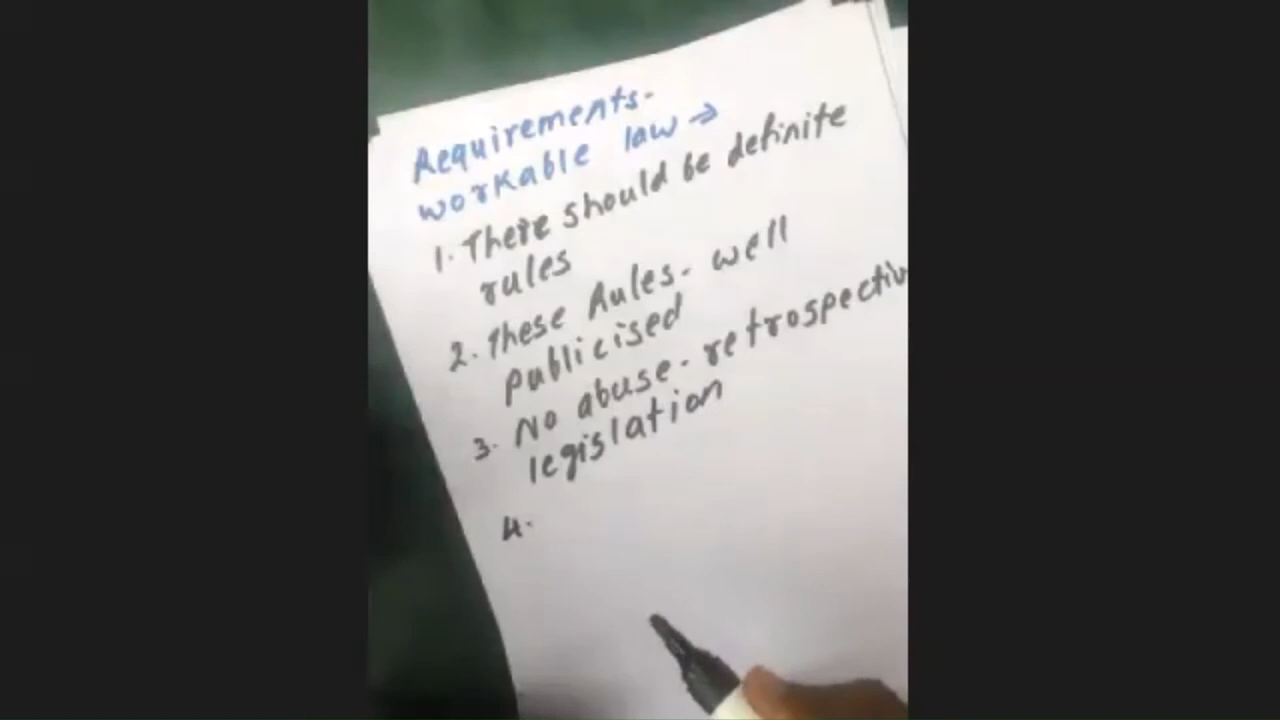 Requirements-
workable law →
1. There should be definite
rules
2. These Rules- well
publicised
3. No abuse- retrospectiv
legislation
4.